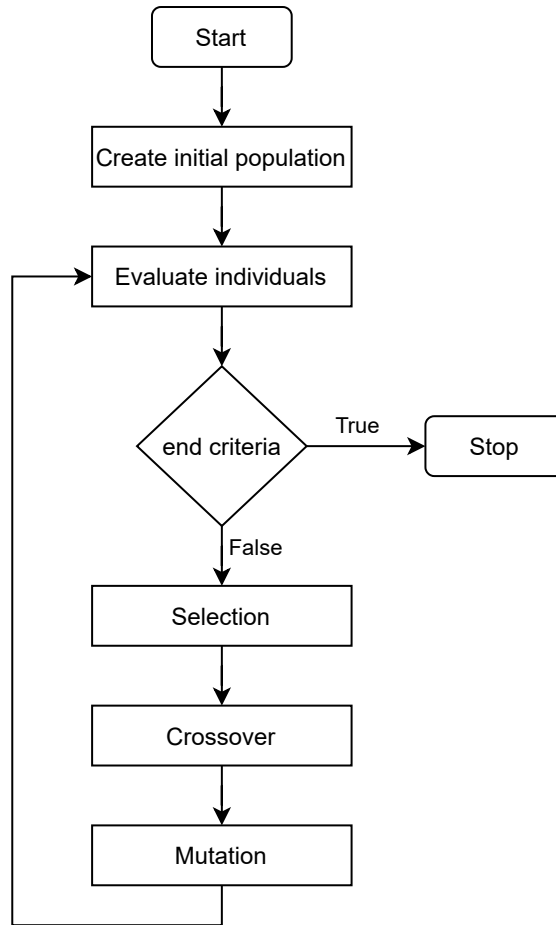 Start
Create initial population
Evaluate individuals
end criteria
True
Stop
False
Selection
Crossover
Mutation